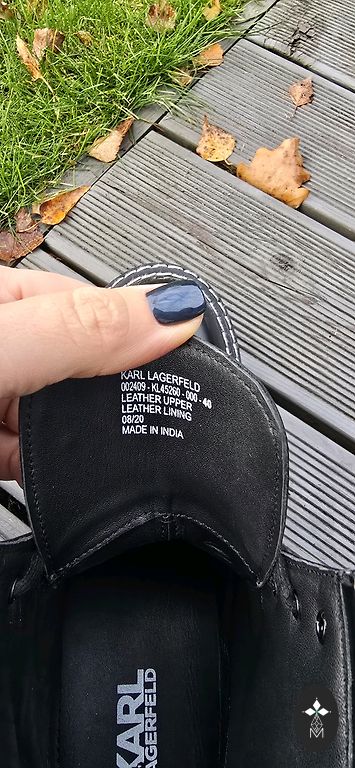 KARL LAGERFELD
002409 - KL45260 - 000 - 40
LEATHER UPPER
LEATHER LINING
08/20
MADE IN INDIA
KARL
LAGERFELD
M